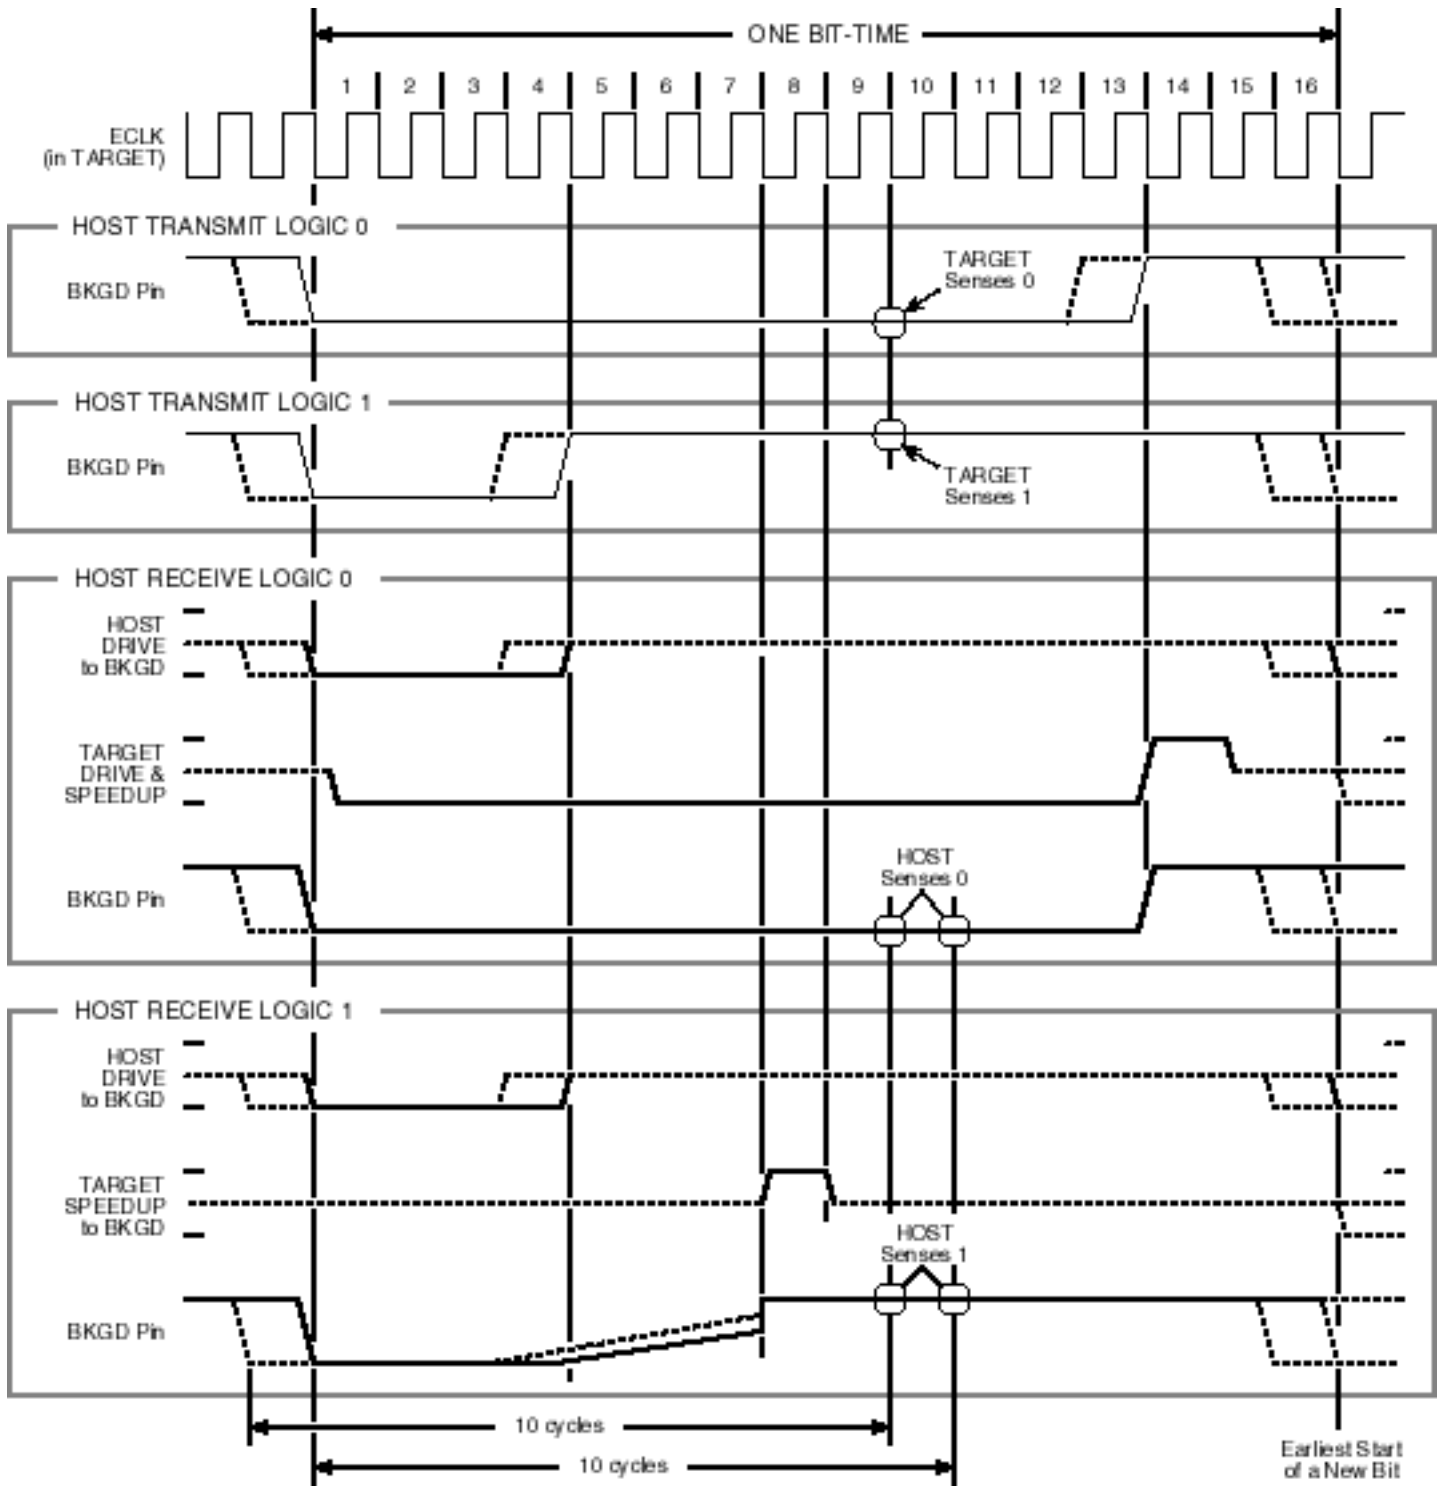 ONE BIT-TIME
1 2 3 4 5 6 7 8 9 10 11 12 13 14 15 16
ECLK
(in TARGET)
HOST TRANSMIT LOGIC 0
BKGD Pin
TARGET
Senses 0
HOST TRANSMIT LOGIC 1
BKGD Pin
TARGET
Senses 1
HOST RECEIVE LOGIC 0
HOST
DRIVE
to BKGD
TARGET
DRIVE &
SPEEDUP
BKGD Pin
HOST
Senses 0
HOST RECEIVE LOGIC 1
HOST
DRIVE
to BKGD
TARGET
SPEEDUP
to BKGD
HOST
Senses 1
BKGD Pin
10 cycles
10 cycles
Earliest Start
of a New Bit